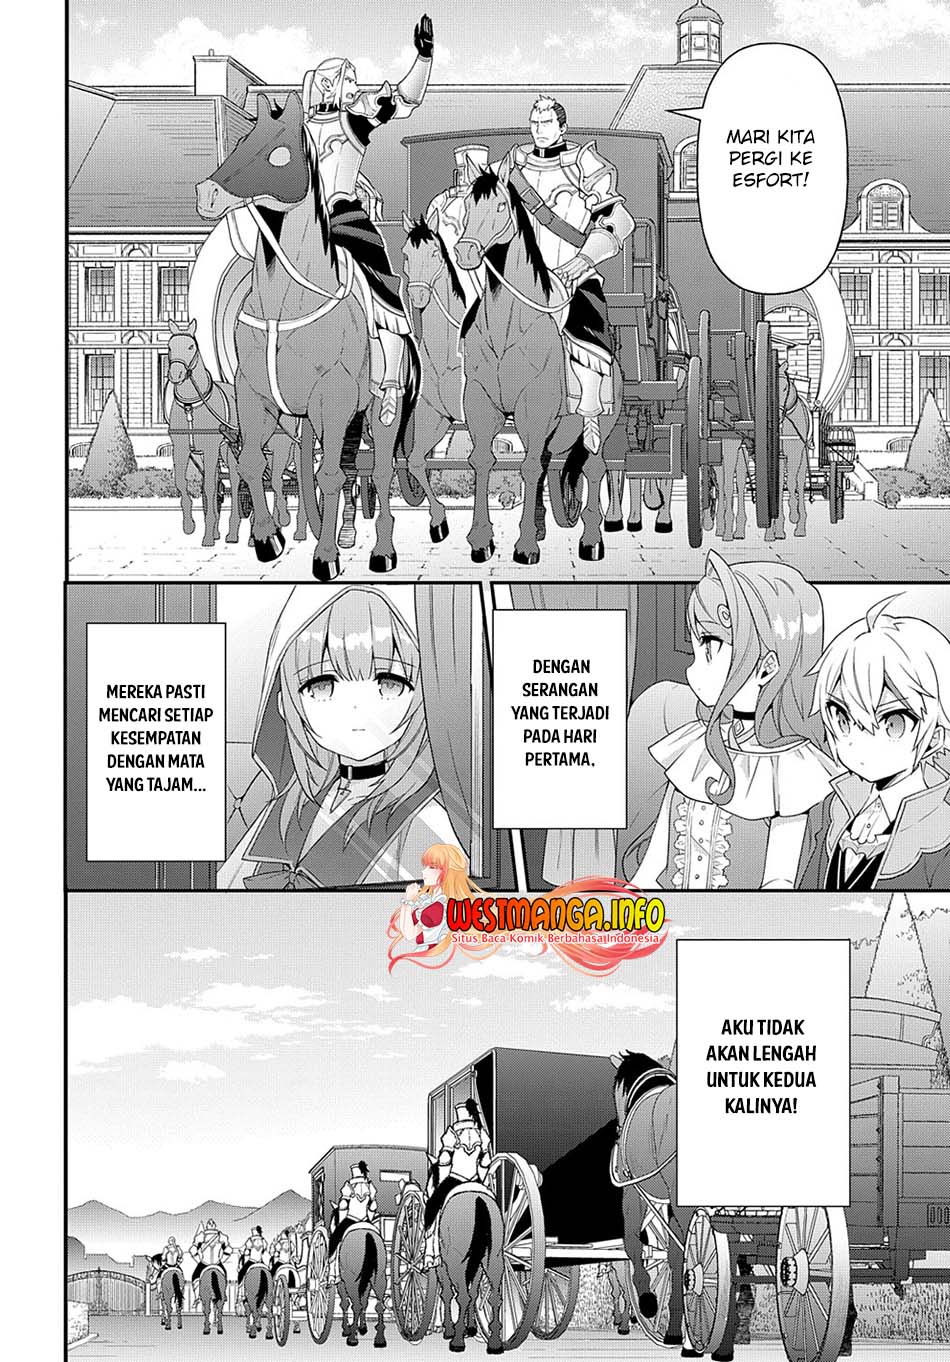 MARI KITA
PERGI KE
ESFORT!
DENGAN
SERANGAN
YANG TERJADI
PADA HARI
PERTAMA,
MEREKA PASTI
MENCARI SETIAP
KESEMPATAN
DENGAN MATA
YANG TAJAM...
WESTMANGA.INFO
SITUS BACA KOMIK BERBAHASA INDONESIA
AKU TIDAK
AKAN LENGAH
UNTUK KEDUA
KALINYA!